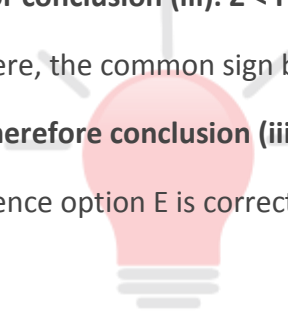 or conclusion (iii): Z <
ere, the common sign b
herefore conclusion (iii
ence option E is correct